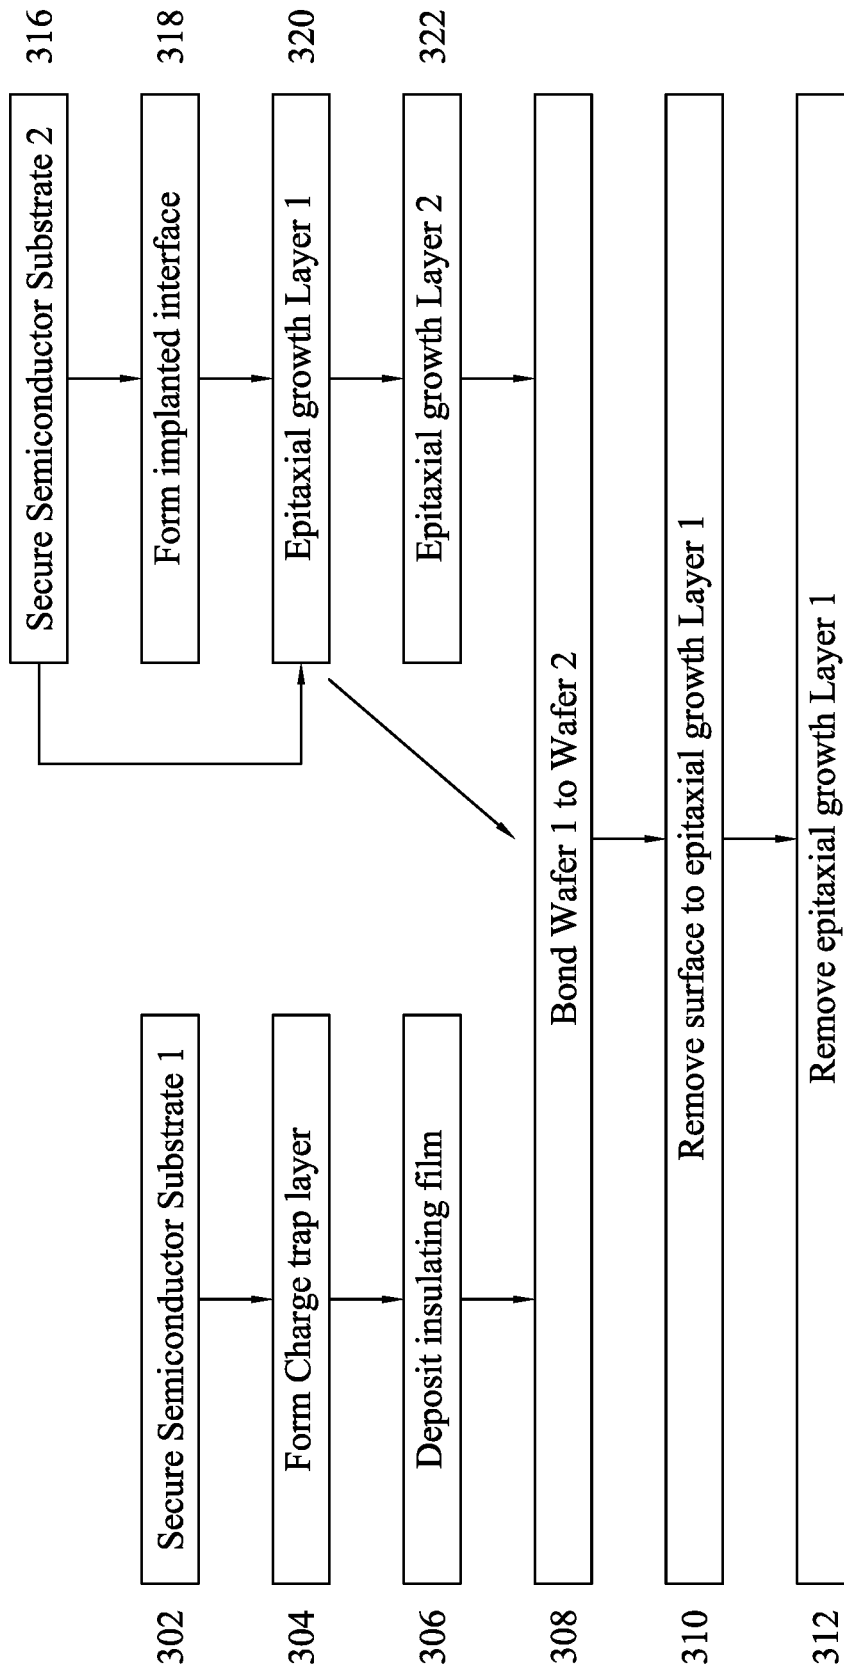 316
Secure Semiconductor Substrate 2
302
Secure Semiconductor Substrate 1
Form implanted interface
318
304
Form Charge trap layer
Epitaxial growth Layer 1
320
306
Deposit insulating film
Epitaxial growth Layer 2
322
308
Bond Wafer 1 to Wafer 2
310
Remove surface to epitaxial growth Layer 1
312
Remove epitaxial growth Layer 1